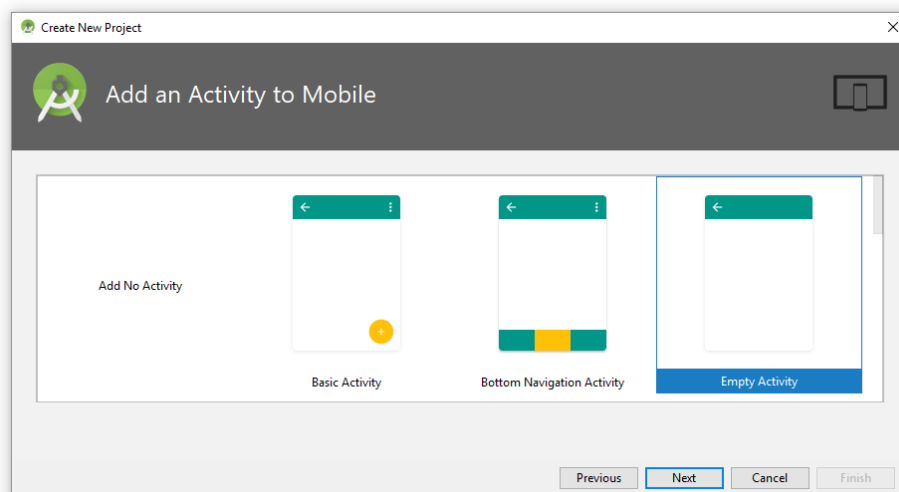 Create New Project
Add an Activity to Mobile
Add No Activity
Basic Activity
Bottom Navigation Activity
Empty Activity
Previous
Next
Cancel
Finish